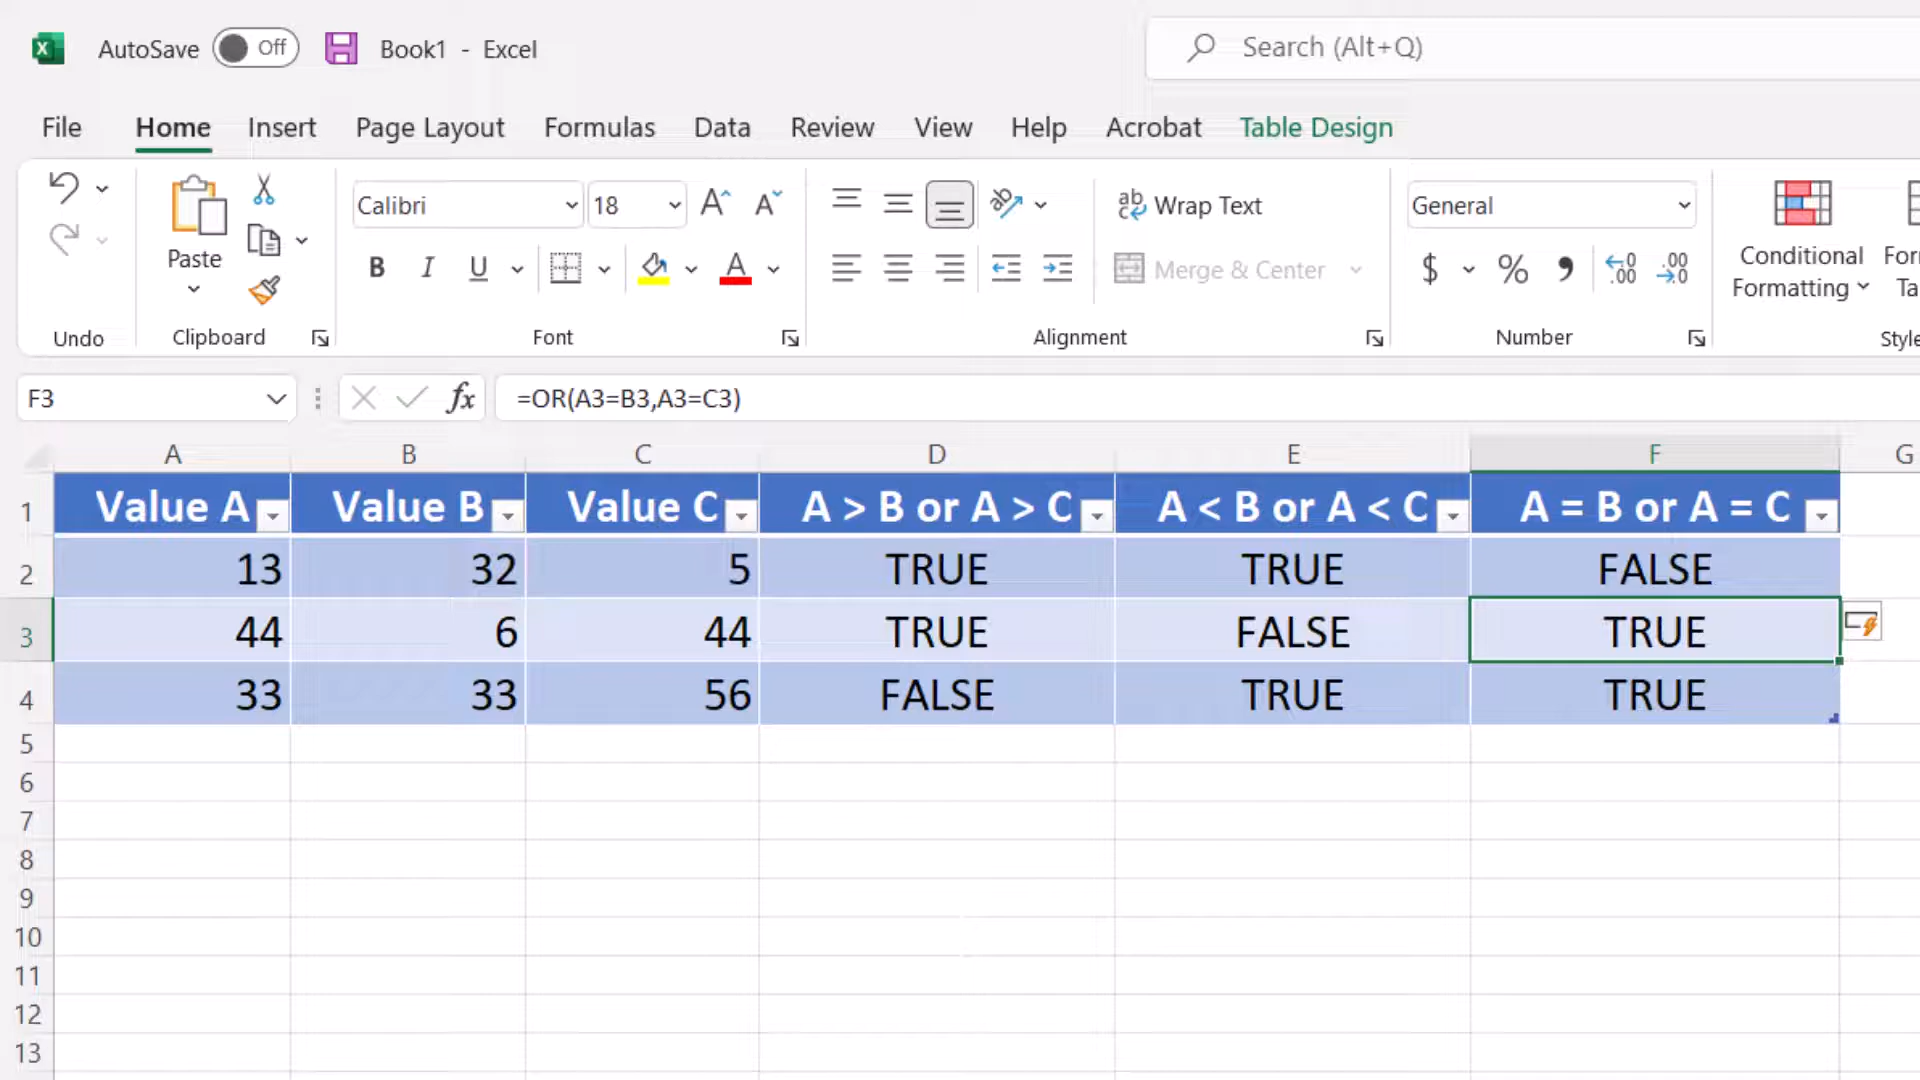 AutoSave Off Book1 - Excel Search (Alt+Q)
File Home Insert Page Layout Formulas Data Review View Help Acrobat Table Design
Calibri 18 ab c Wrap Text General
Paste B I U A Merge & Center $ % .00 .00 Conditional Formatting
Undo Clipboard Font Alignment Number
F3 fx =OR(A3=B3,A3=C3)
A B C D E F G
1 Value A Value B Value C A > B or A > C A < B or A < C A = B or A = C
2 13 32 5 TRUE TRUE FALSE
3 44 6 44 TRUE FALSE TRUE
4 33 33 56 FALSE TRUE TRUE
5
6
7
8
9
10
11
12
13